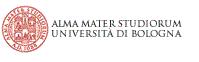 ALMA MATER STUDIORUM
UNIVERSITÀ DI BOLOGNA